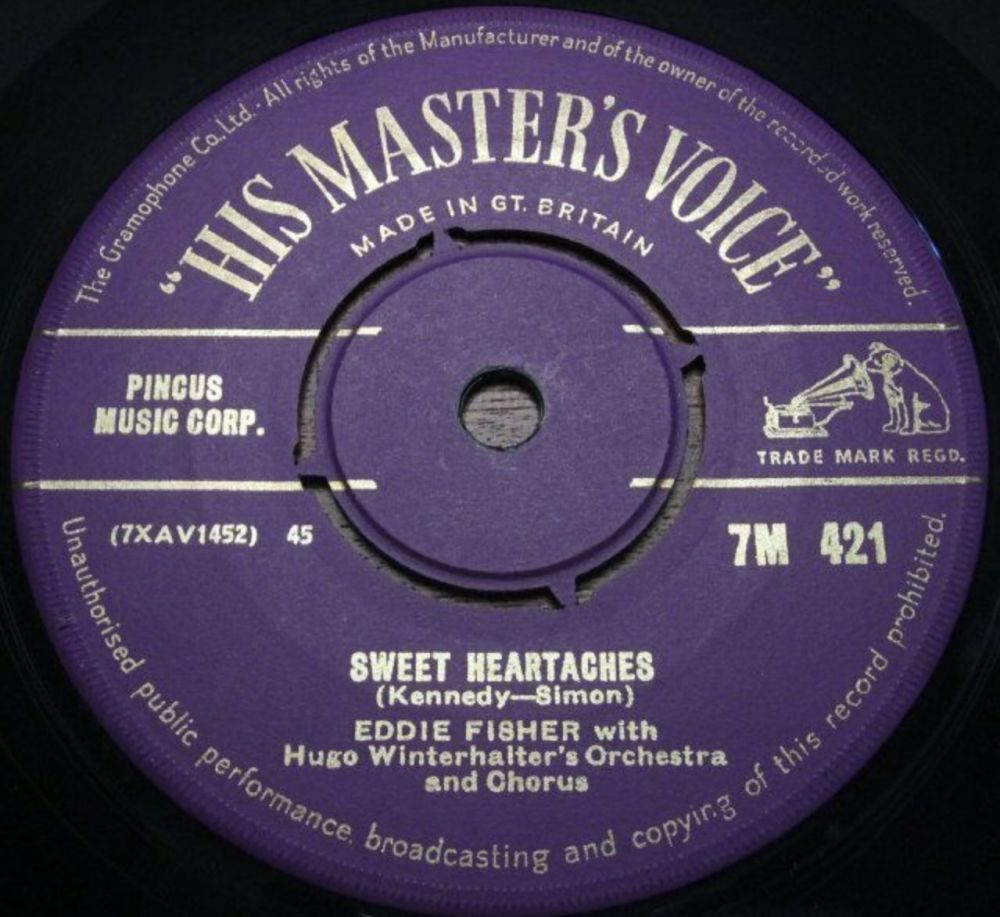 The Gramophone Co. Ltd. · All rights of the Manufacturer and of the owner of the recorded work reserved.
“HIS MASTER'S VOICE”
MADE IN GT. BRITAIN
PINCUS
MUSIC CORP.
TRADE MARK REGD.
(7XAV1452) 45
7M 421
SWEET HEARTACHES
(Kennedy—Simon)
EDDIE FISHER with
Hugo Winterhalter's Orchestra
and Chorus
Unauthorised public performance, broadcasting and copying of this record prohibited.